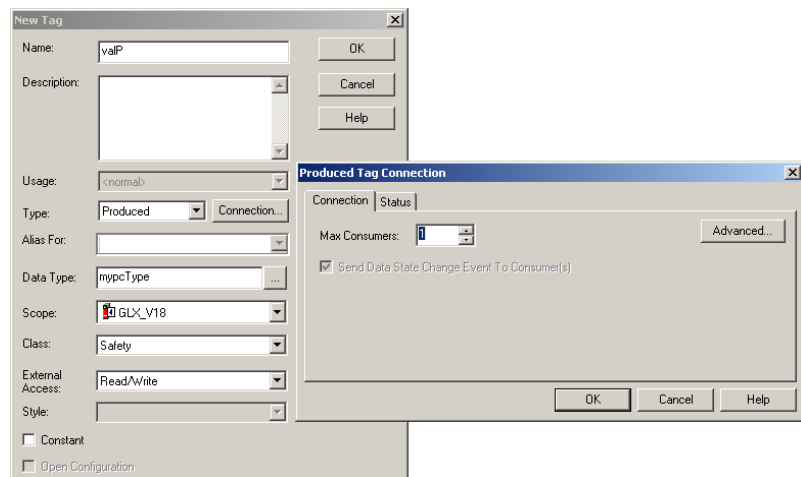 New Tag
Name: valP OK
Description: Cancel
Help
Usage: <normal>
Type: Produced Connection...
Alias For:
Data Type: mypcType ...
Scope: GLX_V18
Class: Safety
External Access: Read/Write
Style:
Constant
Open Configuration
Produced Tag Connection
Connection Status
Max Consumers: 1 Advanced...
Send Data State Change Event To Consumer(s)
OK Cancel Help